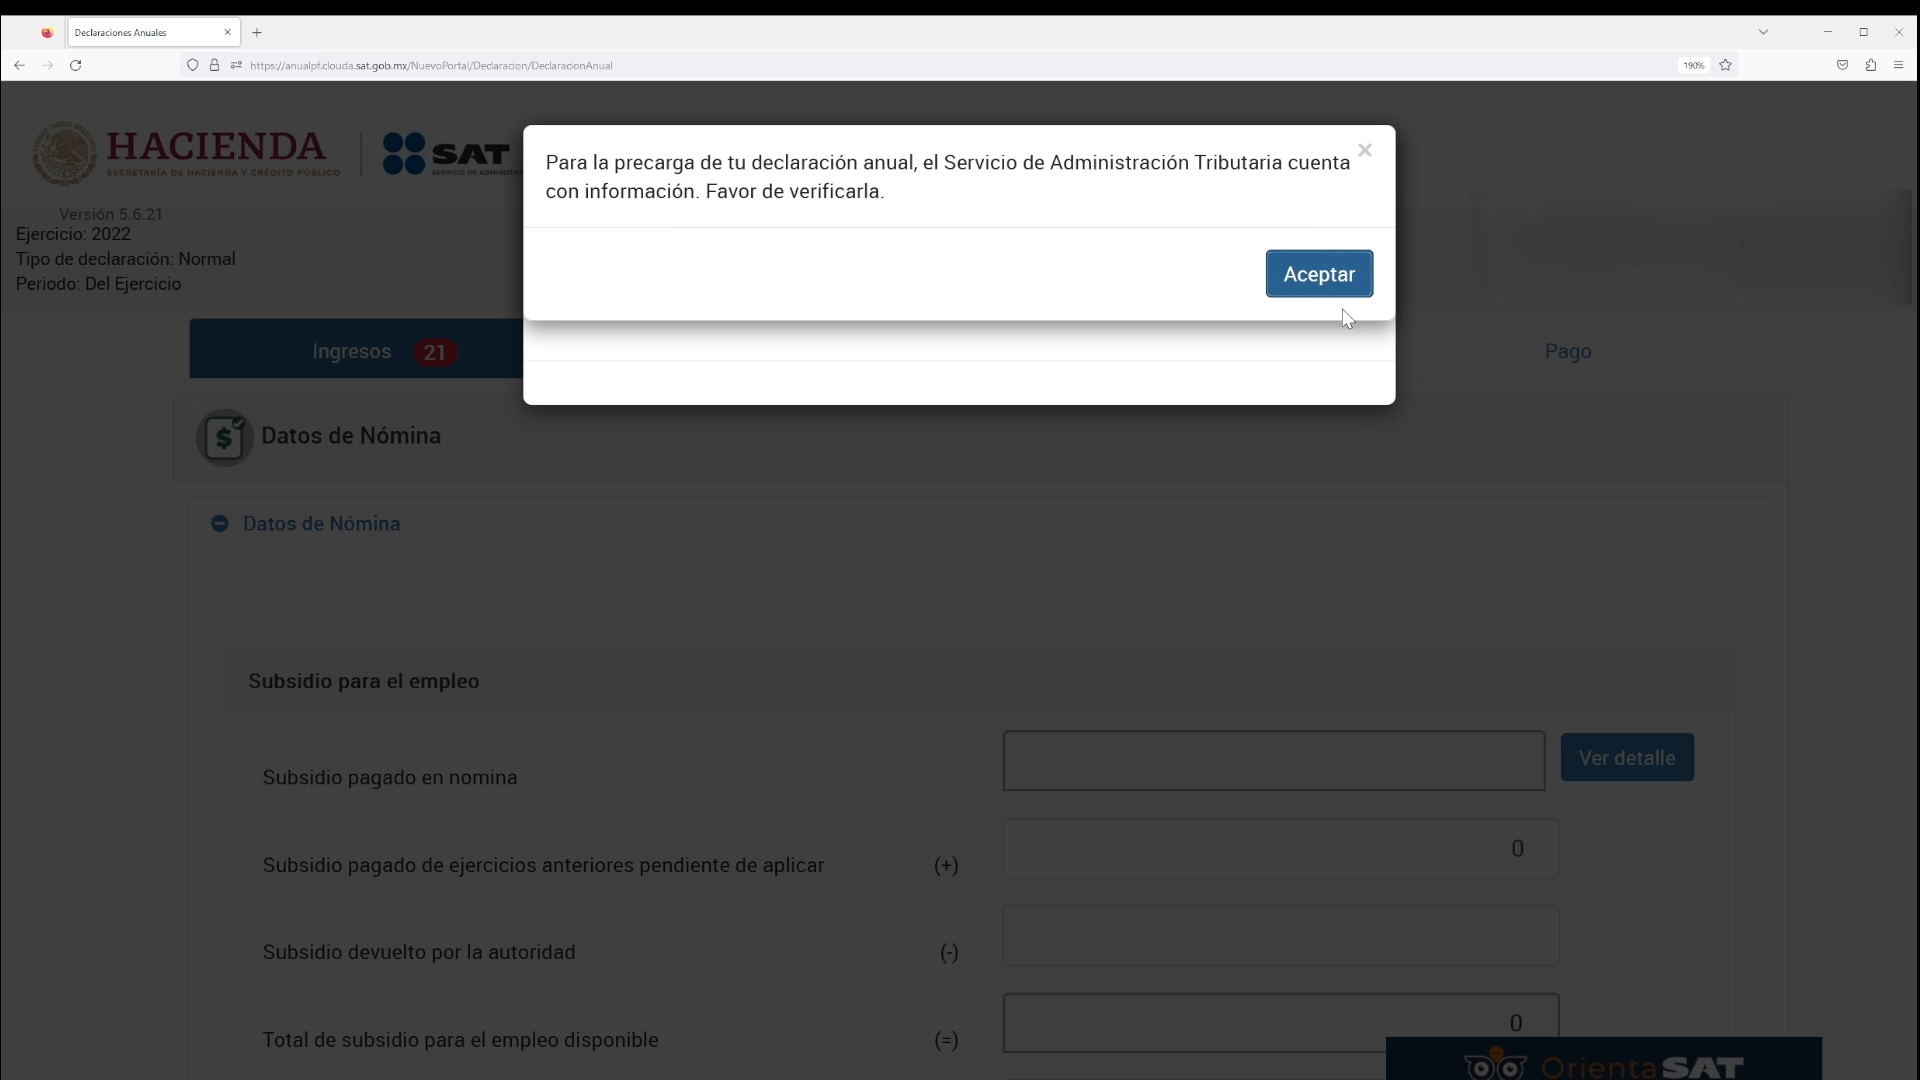 Declaraciones Anuales
https://anualpf.clouda.sat.gob.mx/NuevoPortal/Declaracion/DeclaracionAnual
190%
HACIENDA
SECRETARÍA DE HACIENDA Y CRÉDITO PÚBLICO
SAT
Para la precarga de tu declaración anual, el Servicio de Administración Tributaria cuenta
con información. Favor de verificarla.
×
Aceptar
Versión 5.6.21
Ejercicio: 2022
Tipo de declaración: Normal
Periodo: Del Ejercicio
Ingresos 21
Pago
Datos de Nómina
Datos de Nómina
Subsidio para el empleo
Subsidio pagado en nomina
Ver detalle
Subsidio pagado de ejercicios anteriores pendiente de aplicar (+) 0
Subsidio devuelto por la autoridad (-)
Total de subsidio para el empleo disponible (=) 0
OrientaSAT